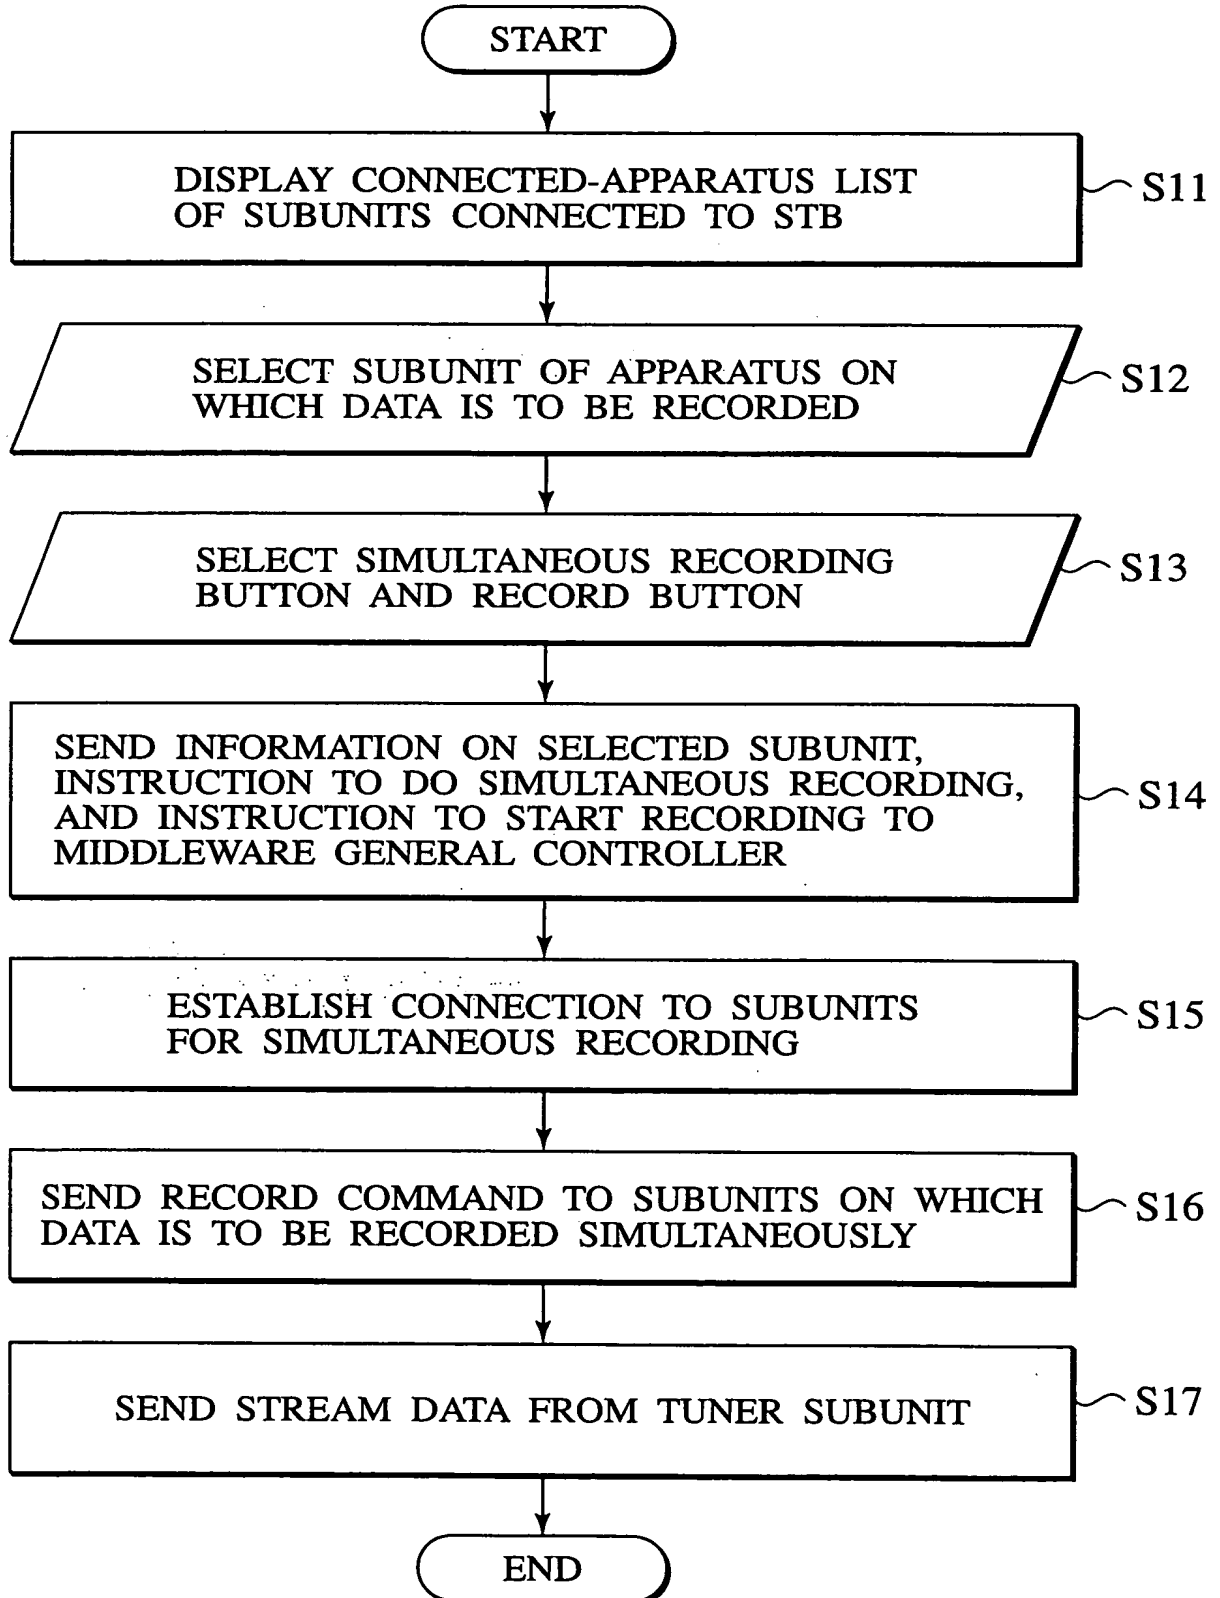 START
DISPLAY CONNECTED-APPARATUS LIST
OF SUBUNITS CONNECTED TO STB
S11
SELECT SUBUNIT OF APPARATUS ON
WHICH DATA IS TO BE RECORDED
S12
SELECT SIMULTANEOUS RECORDING
BUTTON AND RECORD BUTTON
S13
SEND INFORMATION ON SELECTED SUBUNIT,
INSTRUCTION TO DO SIMULTANEOUS RECORDING,
AND INSTRUCTION TO START RECORDING TO
MIDDLEWARE GENERAL CONTROLLER
S14
ESTABLISH CONNECTION TO SUBUNITS
FOR SIMULTANEOUS RECORDING
S15
SEND RECORD COMMAND TO SUBUNITS ON WHICH
DATA IS TO BE RECORDED SIMULTANEOUSLY
S16
SEND STREAM DATA FROM TUNER SUBUNIT
S17
END